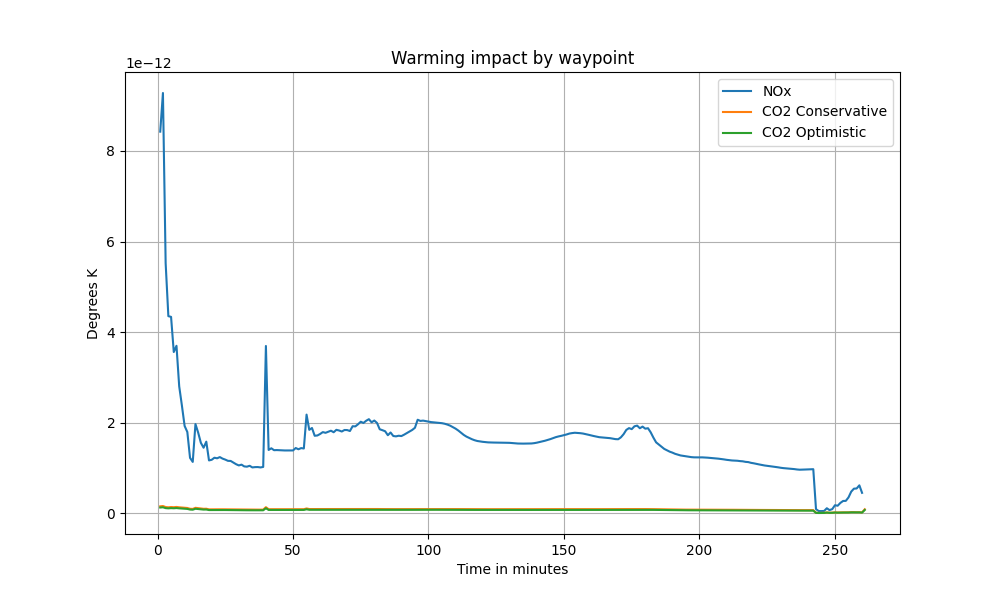 Warming impact by waypoint
1e−12
NOx
CO2 Conservative
CO2 Optimistic
8
6
4
2
0
Degrees K
0 50 100 150 200 250
Time in minutes